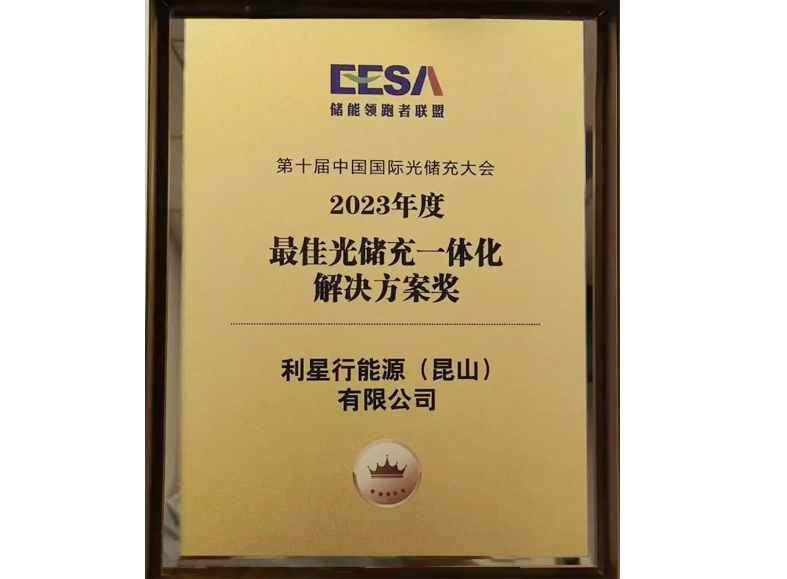 EESA
储能领跑者联盟
第十届中国国际光储充大会
2023年度
最佳光储充一体化
解决方案奖
利星行能源（昆山）
有限公司